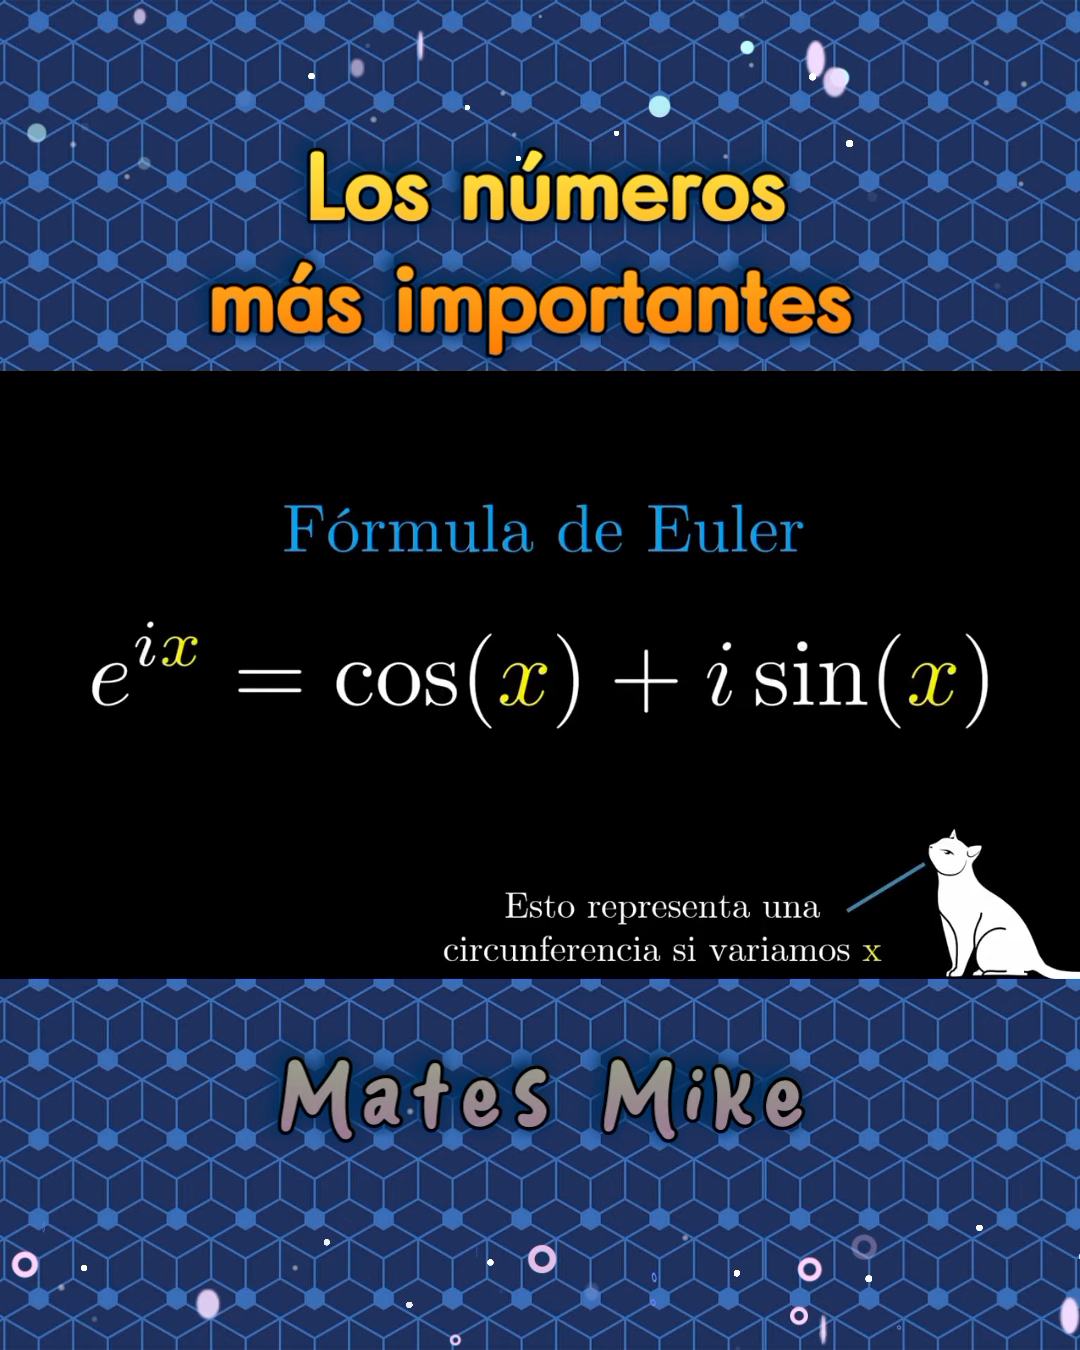 Los números
más importantes
Fórmula de Euler
e^{ix} = cos(x) + i sin(x)
Esto representa una
circunferencia si variamos x
Mates Mike